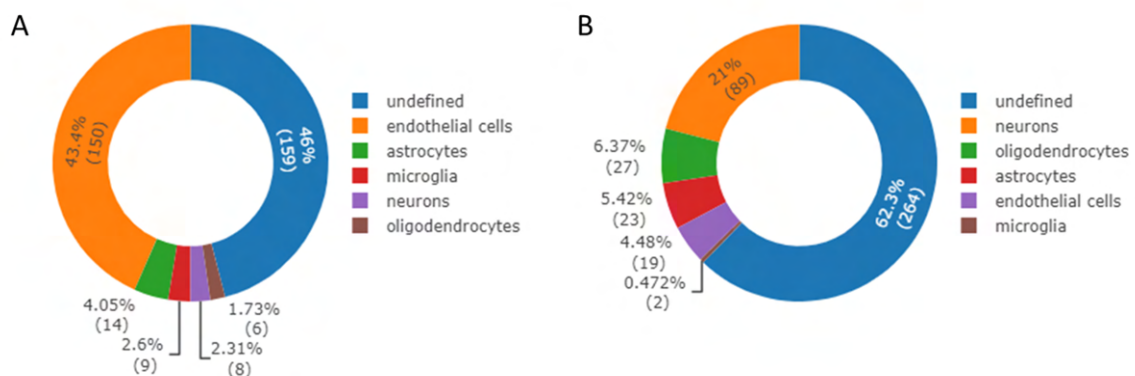 A
43.4%
(150)
46%
(159)
4.05%
(14)
2.6%
(9)
2.31%
(8)
1.73%
(6)
undefined
endothelial cells
astrocytes
microglia
neurons
oligodendrocytes
B
21%
(89)
6.37%
(27)
5.42%
(23)
4.48%
(19)
0.472%
(2)
62.3%
(264)
undefined
neurons
oligodendrocytes
astrocytes
endothelial cells
microglia